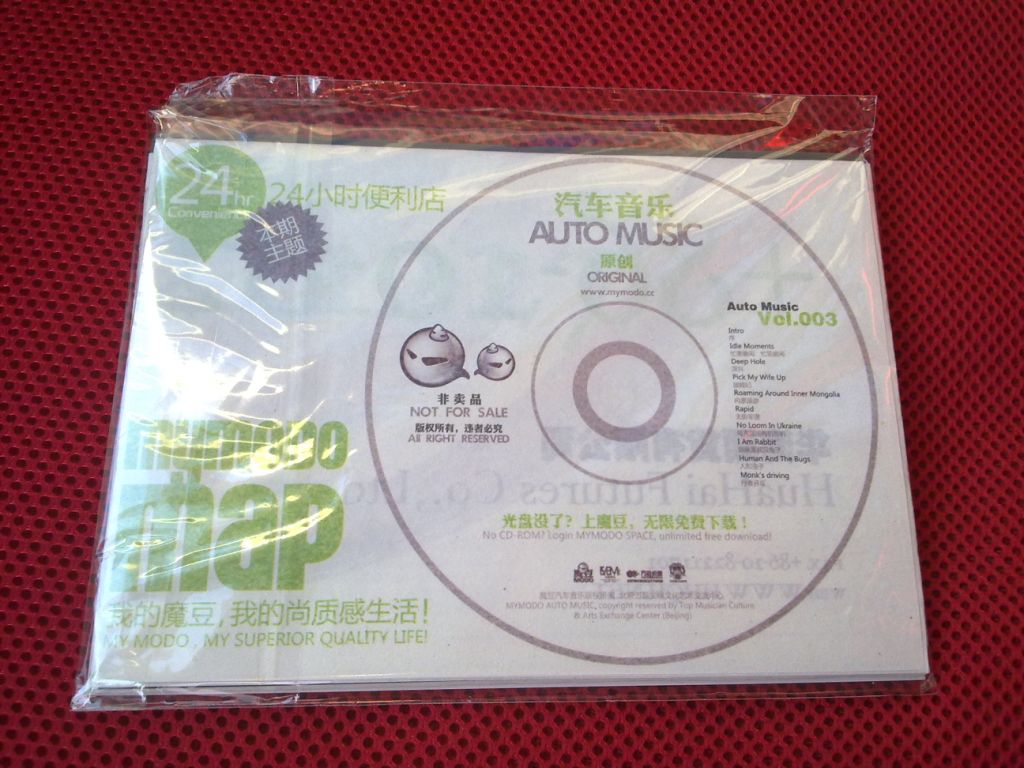 24hr
Convenience
24小时便利店
本期
主题
汽车音乐
AUTO MUSIC
原创
ORIGINAL
www.mymodo.cc
Auto Music
Vol.003
Intro
序
Idle Moments
Deep Hole
Pick My Wife Up
Roaming Around Inner Mongolia
Rapid
No Loom In Ukraine
I Am Rabbit
Human And The Bugs
Monk's driving
非卖品
NOT FOR SALE
版权所有，违者必究
All RIGHT RESERVED
mymodo
map
我的魔豆，我的尚质感生活！
MY MODO , MY SUPERIOR QUALITY LIFE!
HuaHai Futures Co., Lto
光盘没了？上魔豆，无限免费下载！
No CD-ROM? Login MYMODO SPACE, unlimited free download!
MYMODO AUTO MUSIC, copyright reserved by Top Musician Culture
& Arts Exchange Center (Beijing)